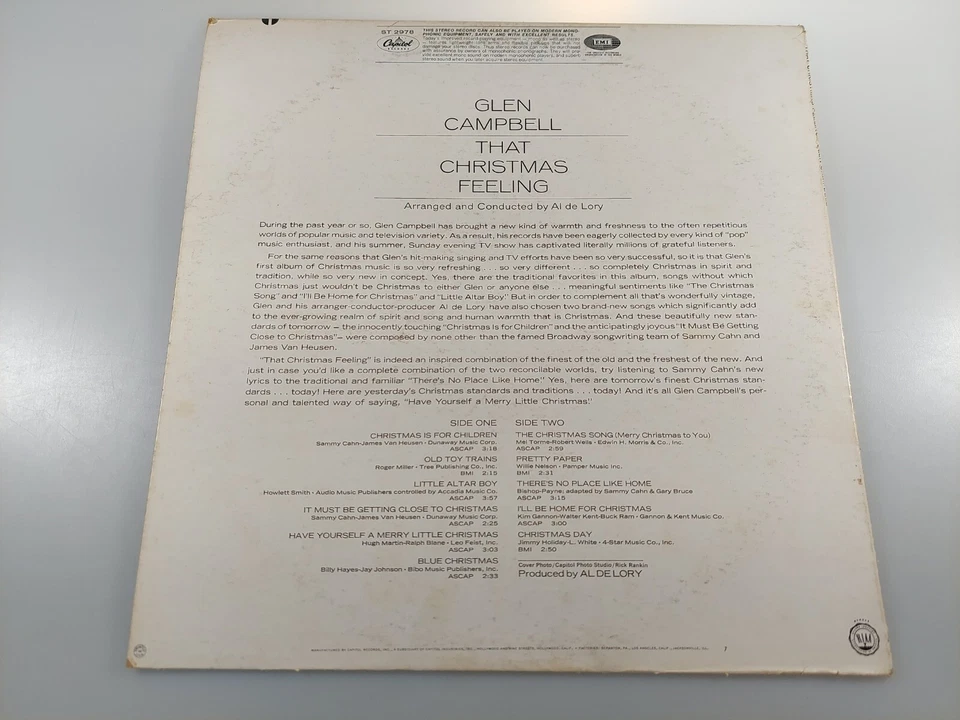 ST 2978
Capitol
RECORDS
THIS STEREO RECORD CAN ALSO BE PLAYED ON MODERN MONO-
PHONIC EQUIPMENT, SAFELY AND WITH EXCELLENT RESULTS.
EMI
GLEN
CAMPBELL
THAT
CHRISTMAS
FEELING
Arranged and Conducted by Al de Lory
During the past year or so, Glen Campbell has brought a new kind of warmth and freshness to the often repetitious
worlds of popular music and television variety. As a result, his records have been eagerly collected by every kind of "pop"
music enthusiast, and his summer, Sunday evening TV show has captivated literally millions of grateful listeners.
For the same reasons that Glen's hit-making singing and TV efforts have been so very successful, so it is that Glen's
first album of Christmas music is so very refreshing . . . so very different . . . so completely Christmas in spirit and
tradition, while so very new in concept. Yes, there are the traditional favorites in this album, songs without which
Christmas just wouldn't be Christmas to either Glen or anyone else . . . meaningful sentiments like "The Christmas
Song" and "I'll Be Home for Christmas" and "Little Altar Boy." But in order to complement all that's wonderfully vintage,
Glen and his arranger-conductor-producer Al de Lory have also chosen two brand-new songs which significantly add
to the ever-growing realm of spirit and song and human warmth that is Christmas. And these beautifully new stan-
dards of tomorrow – the innocently touching "Christmas Is for Children" and the anticipatingly joyous "It Must Be Getting
Close to Christmas"– were composed by none other than the famed Broadway songwriting team of Sammy Cahn and
James Van Heusen.
"That Christmas Feeling" is indeed an inspired combination of the finest of the old and the freshest of the new. And
just in case you'd like a complete combination of the two reconcilable worlds, try listening to Sammy Cahn's new
lyrics to the traditional and familiar "There's No Place Like Home." Yes, here are tomorrow's finest Christmas stan-
dards . . . today! Here are yesterday's Christmas standards and traditions . . . today! And it's all Glen Campbell's per-
sonal and talented way of saying, "Have Yourself a Merry Little Christmas."
SIDE ONE
CHRISTMAS IS FOR CHILDREN
Sammy Cahn-James Van Heusen · Dunaway Music Corp.
ASCAP 3:18
OLD TOY TRAINS
Roger Miller · Tree Publishing Co., Inc.
BMI 2:15
LITTLE ALTAR BOY
Howlett Smith · Audio Music Publishers controlled by Accadia Music Co.
ASCAP 3:57
IT MUST BE GETTING CLOSE TO CHRISTMAS
Sammy Cahn-James Van Heusen · Dunaway Music Corp.
ASCAP 2:25
HAVE YOURSELF A MERRY LITTLE CHRISTMAS
Hugh Martin-Ralph Blane · Leo Feist, Inc.
ASCAP 3:03
BLUE CHRISTMAS
Billy Hayes-Jay Johnson · Bibo Music Publishers, Inc.
ASCAP 2:33
SIDE TWO
THE CHRISTMAS SONG (Merry Christmas to You)
Mel Torme-Robert Wells · Edwin H. Morris & Co., Inc.
ASCAP 2:59
PRETTY PAPER
Willie Nelson · Pamper Music Inc.
BMI 2:31
THERE'S NO PLACE LIKE HOME
Bishop-Payne; adapted by Sammy Cahn & Gary Bruce
ASCAP 3:15
I'LL BE HOME FOR CHRISTMAS
Kim Gannon-Walter Kent-Buck Ram · Gannon & Kent Music Co.
ASCAP 3:00
CHRISTMAS DAY
Jimmy Holiday-L. White · 4-Star Music Co., Inc.
BMI 2:50
Cover Photo/Capitol Photo Studio/Rick Rankin
Produced by AL DE LORY
7
RIAA